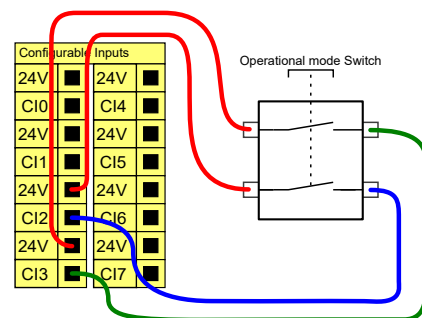 Configurable Inputs
24V 24V
CI0 CI4
24V 24V
CI1 CI5
24V 24V
CI2 CI6
24V 24V
CI3 CI7
Operational mode Switch